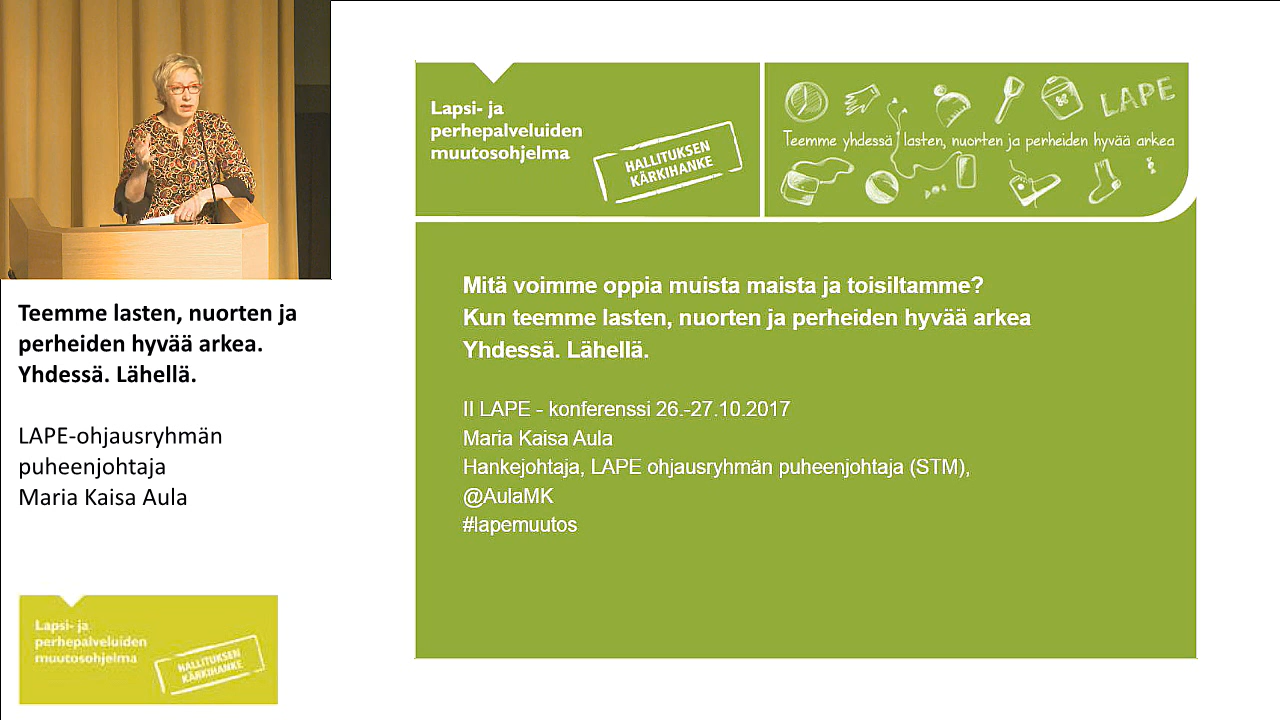 Teemme lasten, nuorten ja
perheiden hyvää arkea.
Yhdessä. Lähellä.
LAPE-ohjausryhmän
puheenjohtaja
Maria Kaisa Aula
Lapsi- ja
perhepalveluiden
muutosohjelma
HALLITUKSEN
KÄRKIHANKE
Lapsi- ja
perhepalveluiden
muutosohjelma
HALLITUKSEN
KÄRKIHANKE
LAPE
Teemme yhdessä lasten, nuorten ja perheiden hyvää arkea
Mitä voimme oppia muista maista ja toisiltamme?
Kun teemme lasten, nuorten ja perheiden hyvää arkea
Yhdessä. Lähellä.
II LAPE - konferenssi 26.-27.10.2017
Maria Kaisa Aula
Hankejohtaja, LAPE ohjausryhmän puheenjohtaja (STM),
@AulaMK
#lapemuutos